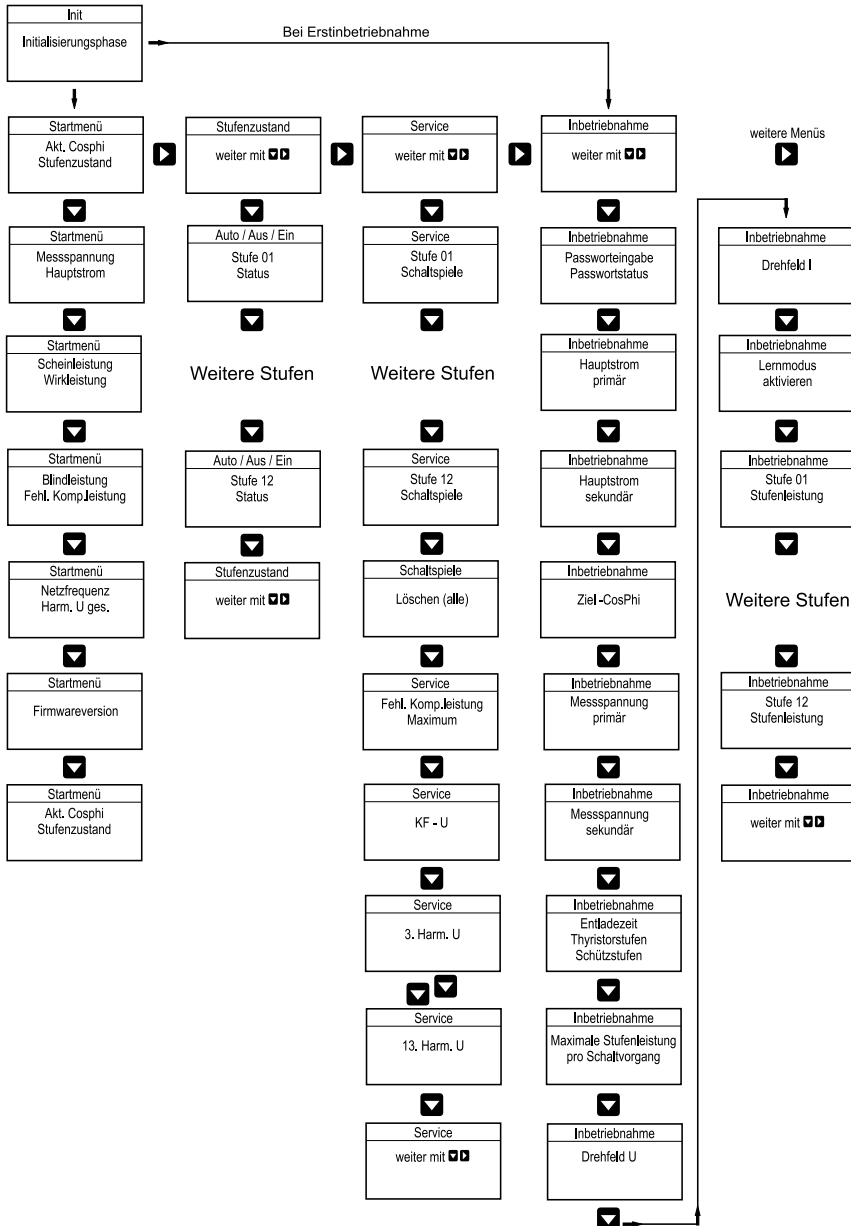 Init
Initialisierungsphase
Bei Erstinbetriebnahme
Startmenü
Akt. Cosphi
Stufenzustand
Startmenü
Messspannung
Hauptstrom
Startmenü
Scheinleistung
Wirkleistung
Startmenü
Blindleistung
Fehl. Komp.leistung
Startmenü
Netzfrequenz
Harm. U ges.
Startmenü
Firmwareversion
Startmenü
Akt. Cosphi
Stufenzustand
Stufenzustand
weiter mit
Auto / Aus / Ein
Stufe 01
Status
Weitere Stufen
Auto / Aus / Ein
Stufe 12
Status
Stufenzustand
weiter mit
Service
weiter mit
Service
Stufe 01
Schaltspiele
Weitere Stufen
Service
Stufe 12
Schaltspiele
Schaltspiele
Löschen (alle)
Service
Fehl. Komp.leistung
Maximum
Service
KF - U
Service
3. Harm. U
Service
13. Harm. U
Service
weiter mit
Inbetriebnahme
weiter mit
Inbetriebnahme
Passworteingabe
Passwortstatus
Inbetriebnahme
Hauptstrom
primär
Inbetriebnahme
Hauptstrom
sekundär
Inbetriebnahme
Ziel -CosPhi
Inbetriebnahme
Messspannung
primär
Inbetriebnahme
Messspannung
sekundär
Inbetriebnahme
Entladezeit
Thyristorstufen
Schützstufen
Inbetriebnahme
Maximale Stufenleistung
pro Schaltvorgang
Inbetriebnahme
Drehfeld U
weitere Menüs
Inbetriebnahme
Drehfeld I
Inbetriebnahme
Lernmodus
aktivieren
Inbetriebnahme
Stufe 01
Stufenleistung
Weitere Stufen
Inbetriebnahme
Stufe 12
Stufenleistung
Inbetriebnahme
weiter mit